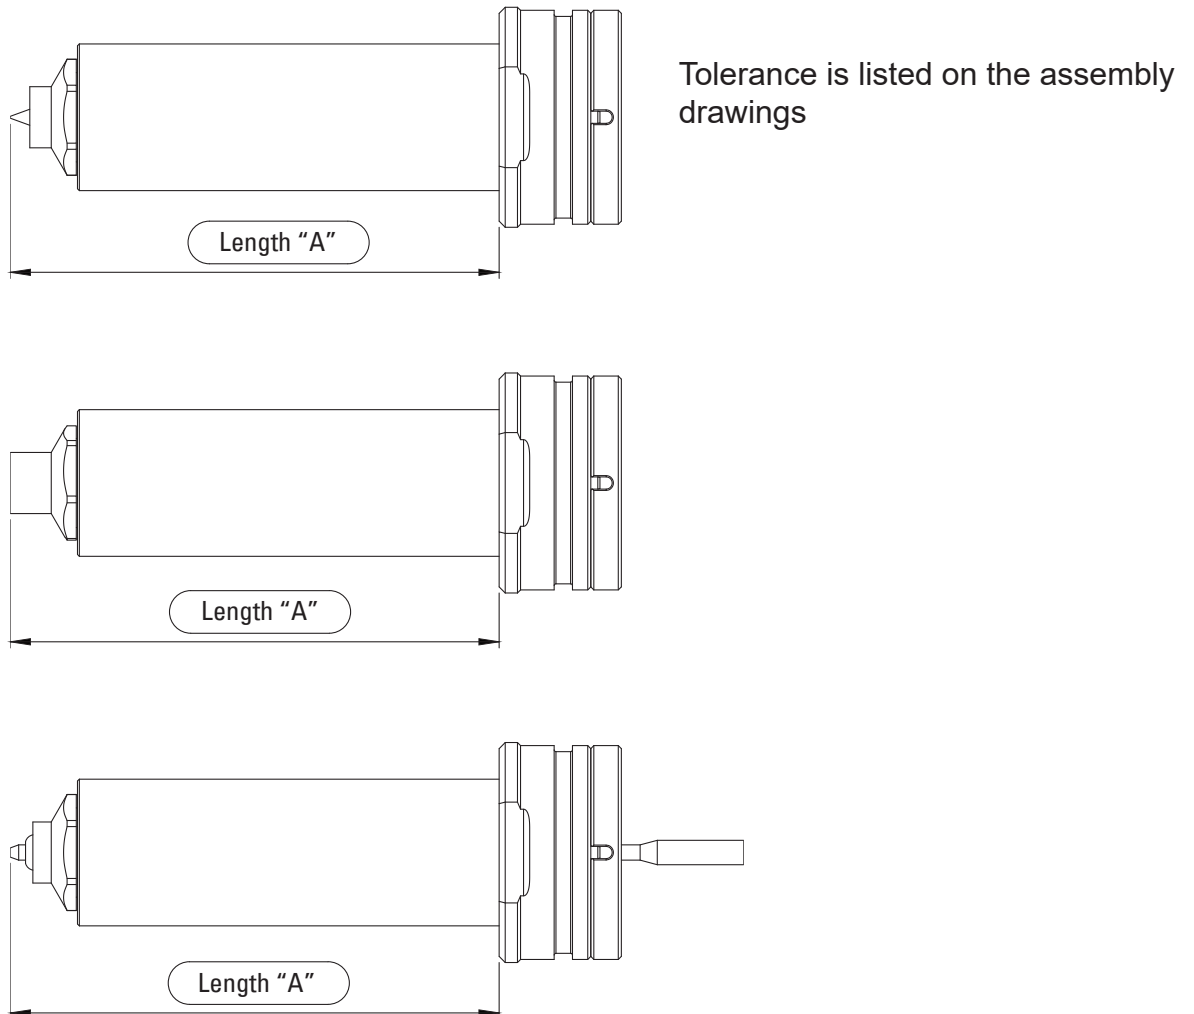 Tolerance is listed on the assembly
drawings
Length “A”
Length “A”
Length “A”